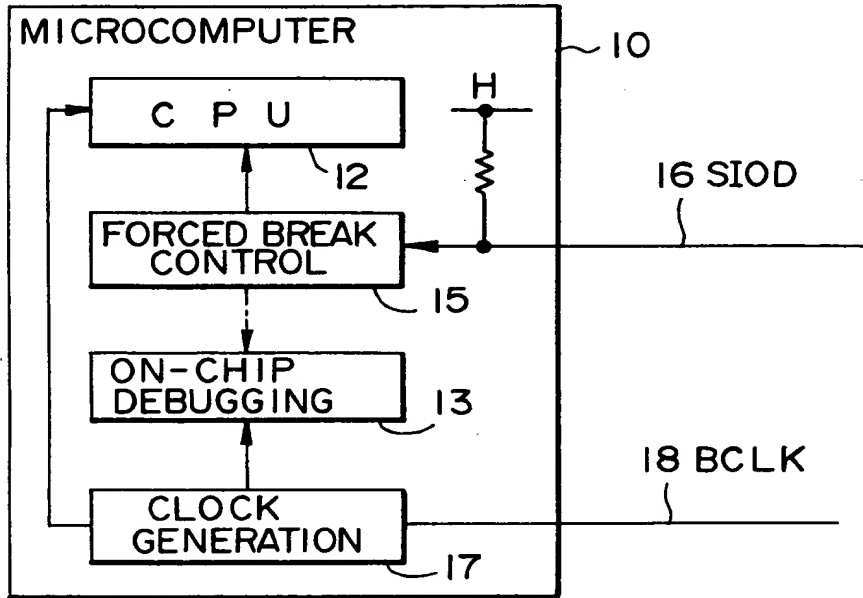 MICROCOMPUTER
10
H
C P U
12
16 SIOD
FORCED BREAK
CONTROL
15
ON-CHIP
DEBUGGING
13
18 BCLK
CLOCK
GENERATION
17